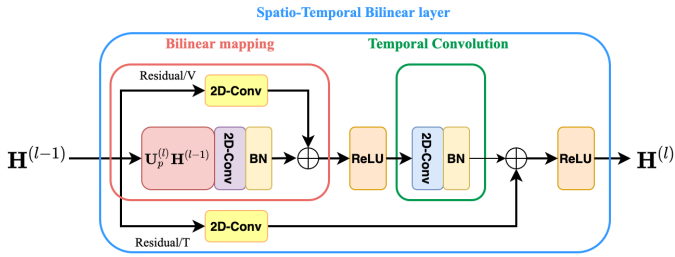 Spatio-Temporal Bilinear layer
Bilinear mapping
Temporal Convolution
Residual/V
2D-Conv
H^(l−1)
U_p^(l) H^(l−1)
2D-Conv
BN
ReLU
2D-Conv
BN
ReLU
H^(l)
2D-Conv
Residual/T